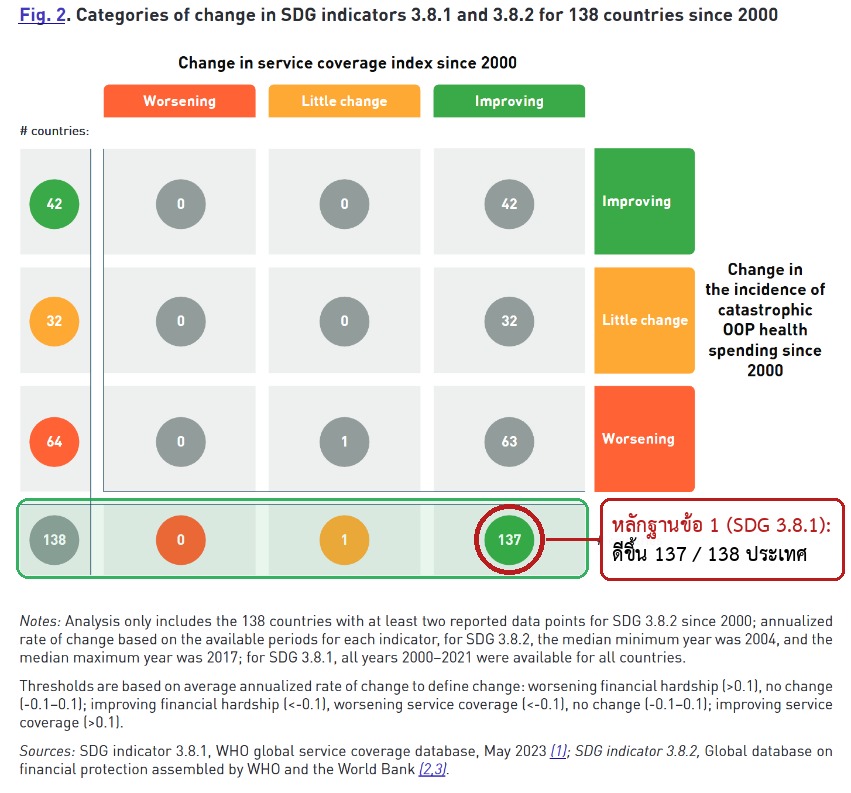 Fig. 2. Categories of change in SDG indicators 3.8.1 and 3.8.2 for 138 countries since 2000
Change in service coverage index since 2000
Worsening
Little change
Improving
# countries:
42
0
0
42
Improving
32
0
0
32
Little change
64
0
1
63
Worsening
Change in
the incidence of
catastrophic
OOP health
spending since
2000
138
0
1
137
หลักฐานข้อ 1 (SDG 3.8.1):
ดีขึ้น 137 / 138 ประเทศ
Notes: Analysis only includes the 138 countries with at least two reported data points for SDG 3.8.2 since 2000; annualized
rate of change based on the available periods for each indicator, for SDG 3.8.2, the median minimum year was 2004, and the
median maximum year was 2017; for SDG 3.8.1, all years 2000–2021 were available for all countries.
Thresholds are based on average annualized rate of change to define change: worsening financial hardship (>0.1), no change
(-0.1–0.1); improving financial hardship (<-0.1), worsening service coverage (<-0.1), no change (-0.1–0.1); improving service
coverage (>0.1).
Sources: SDG indicator 3.8.1, WHO global service coverage database, May 2023 (1); SDG indicator 3.8.2, Global database on
financial protection assembled by WHO and the World Bank (2,3).